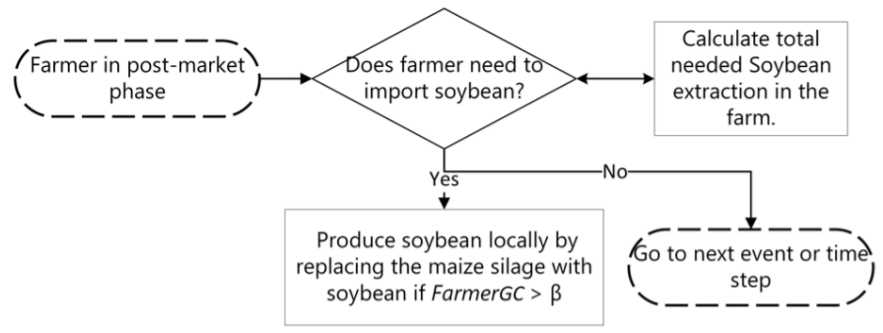 Farmer in post-market
phase
Does farmer need to
import soybean?
Calculate total
needed Soybean
extraction in the
farm.
Yes
No
Produce soybean locally by
replacing the maize silage with
soybean if FarmerGC > β
Go to next event or time
step